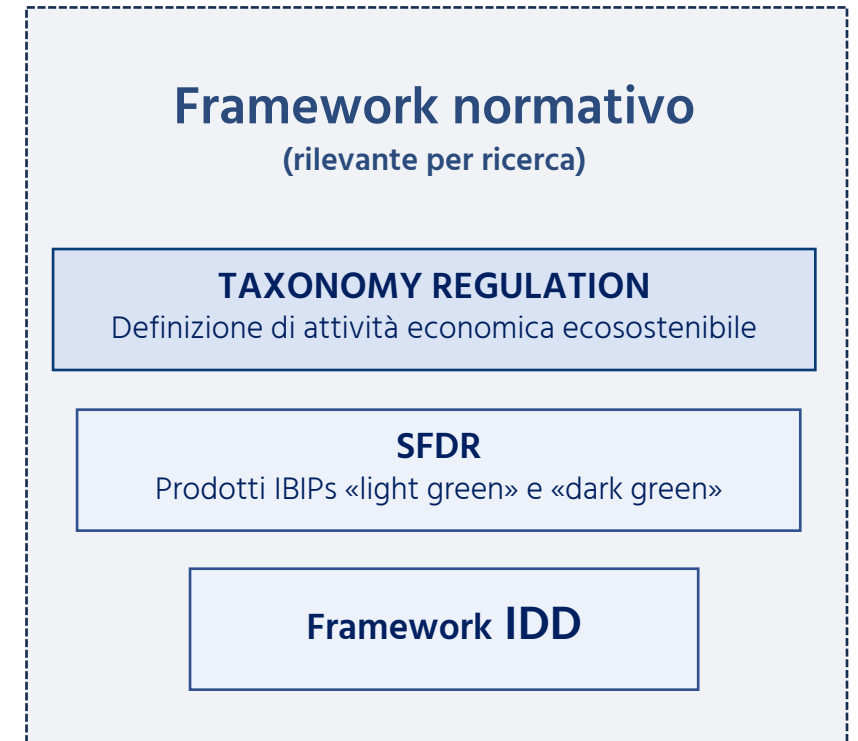 Framework normativo
(rilevante per ricerca)
TAXONOMY REGULATION
Definizione di attività economica ecosostenibile
SFDR
Prodotti IBIPs «light green» e «dark green»
Framework IDD